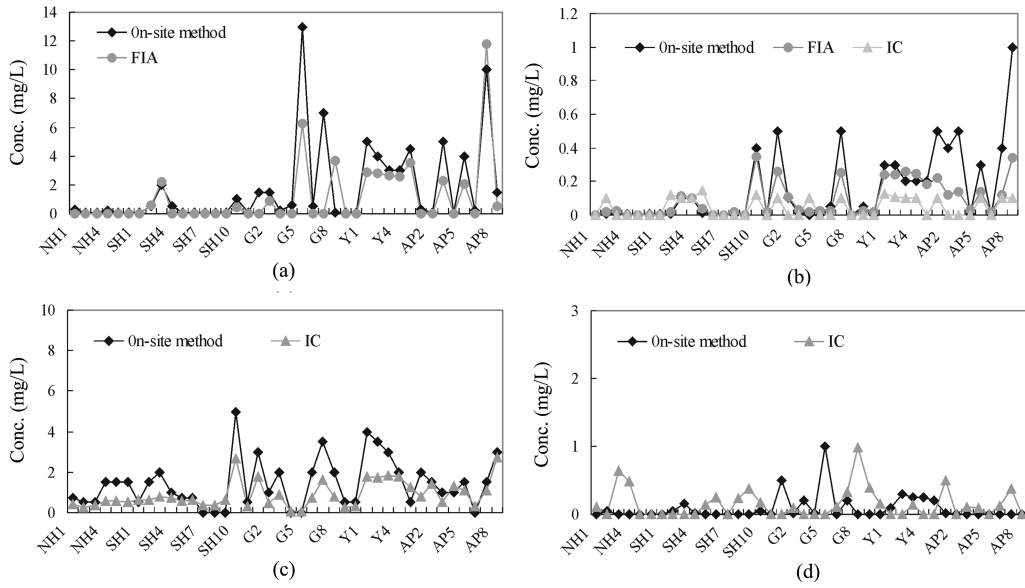 (a)
Conc. (mg/L)
14
12
10
8
6
4
2
0
0n-site method
FIA
NH1 NH4 SH1 SH4 SH7 SH10 G2 G5 G8 Y1 Y4 AP2 AP5 AP8
(a)
Conc. (mg/L)
1.2
1
0.8
0.6
0.4
0.2
0
0n-site method FIA IC
NH1 NH4 SH1 SH4 SH7 SH10 G2 G5 G8 Y1 Y4 AP2 AP5 AP8
(b)
Conc. (mg/L)
10
8
6
4
2
0
0n-site method IC
NH1 NH4 SH1 SH4 SH7 SH10 G2 G5 G8 Y1 Y4 AP2 AP5 AP8
(c)
Conc. (mg/L)
3
2
1
0
0n-site method IC
NH1 NH4 SH1 SH4 SH7 SH10 G2 G5 G8 Y1 Y4 AP2 AP5 AP8
(d)